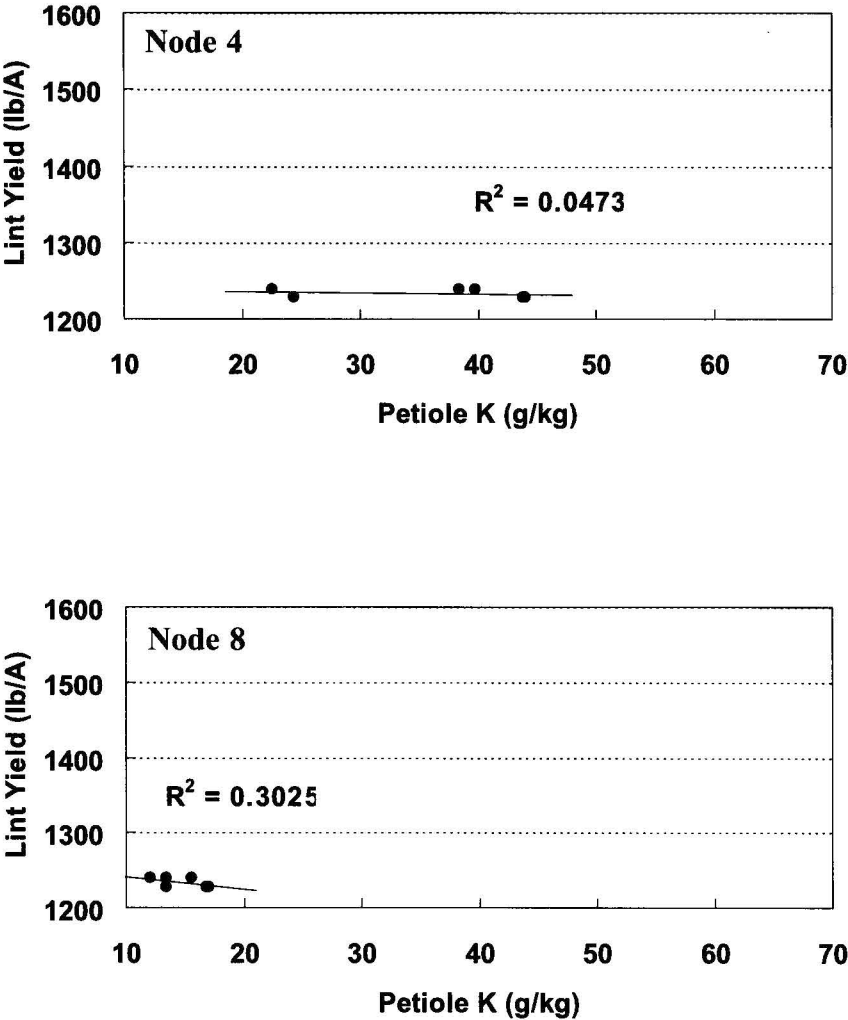 Node 4
Lint Yield (lb/A)
1600
1500
1400
1300
1200
R² = 0.0473
10 20 30 40 50 60 70
Petiole K (g/kg)
Node 8
Lint Yield (lb/A)
1600
1500
1400
1300
1200
R² = 0.3025
10 20 30 40 50 60 70
Petiole K (g/kg)